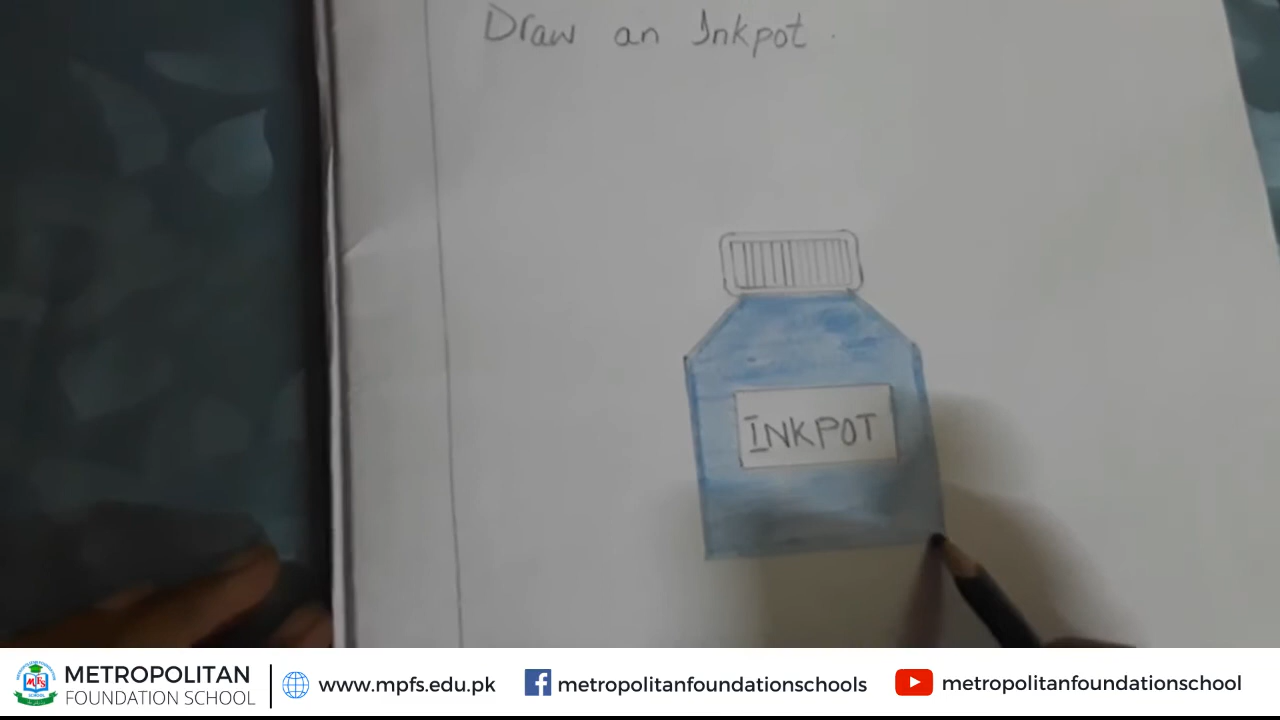 Draw an Inkpot.
INKPOT
METROPOLITAN
FOUNDATION SCHOOL
www.mpfs.edu.pk
metropolitanfoundationschools
metropolitanfoundationschool